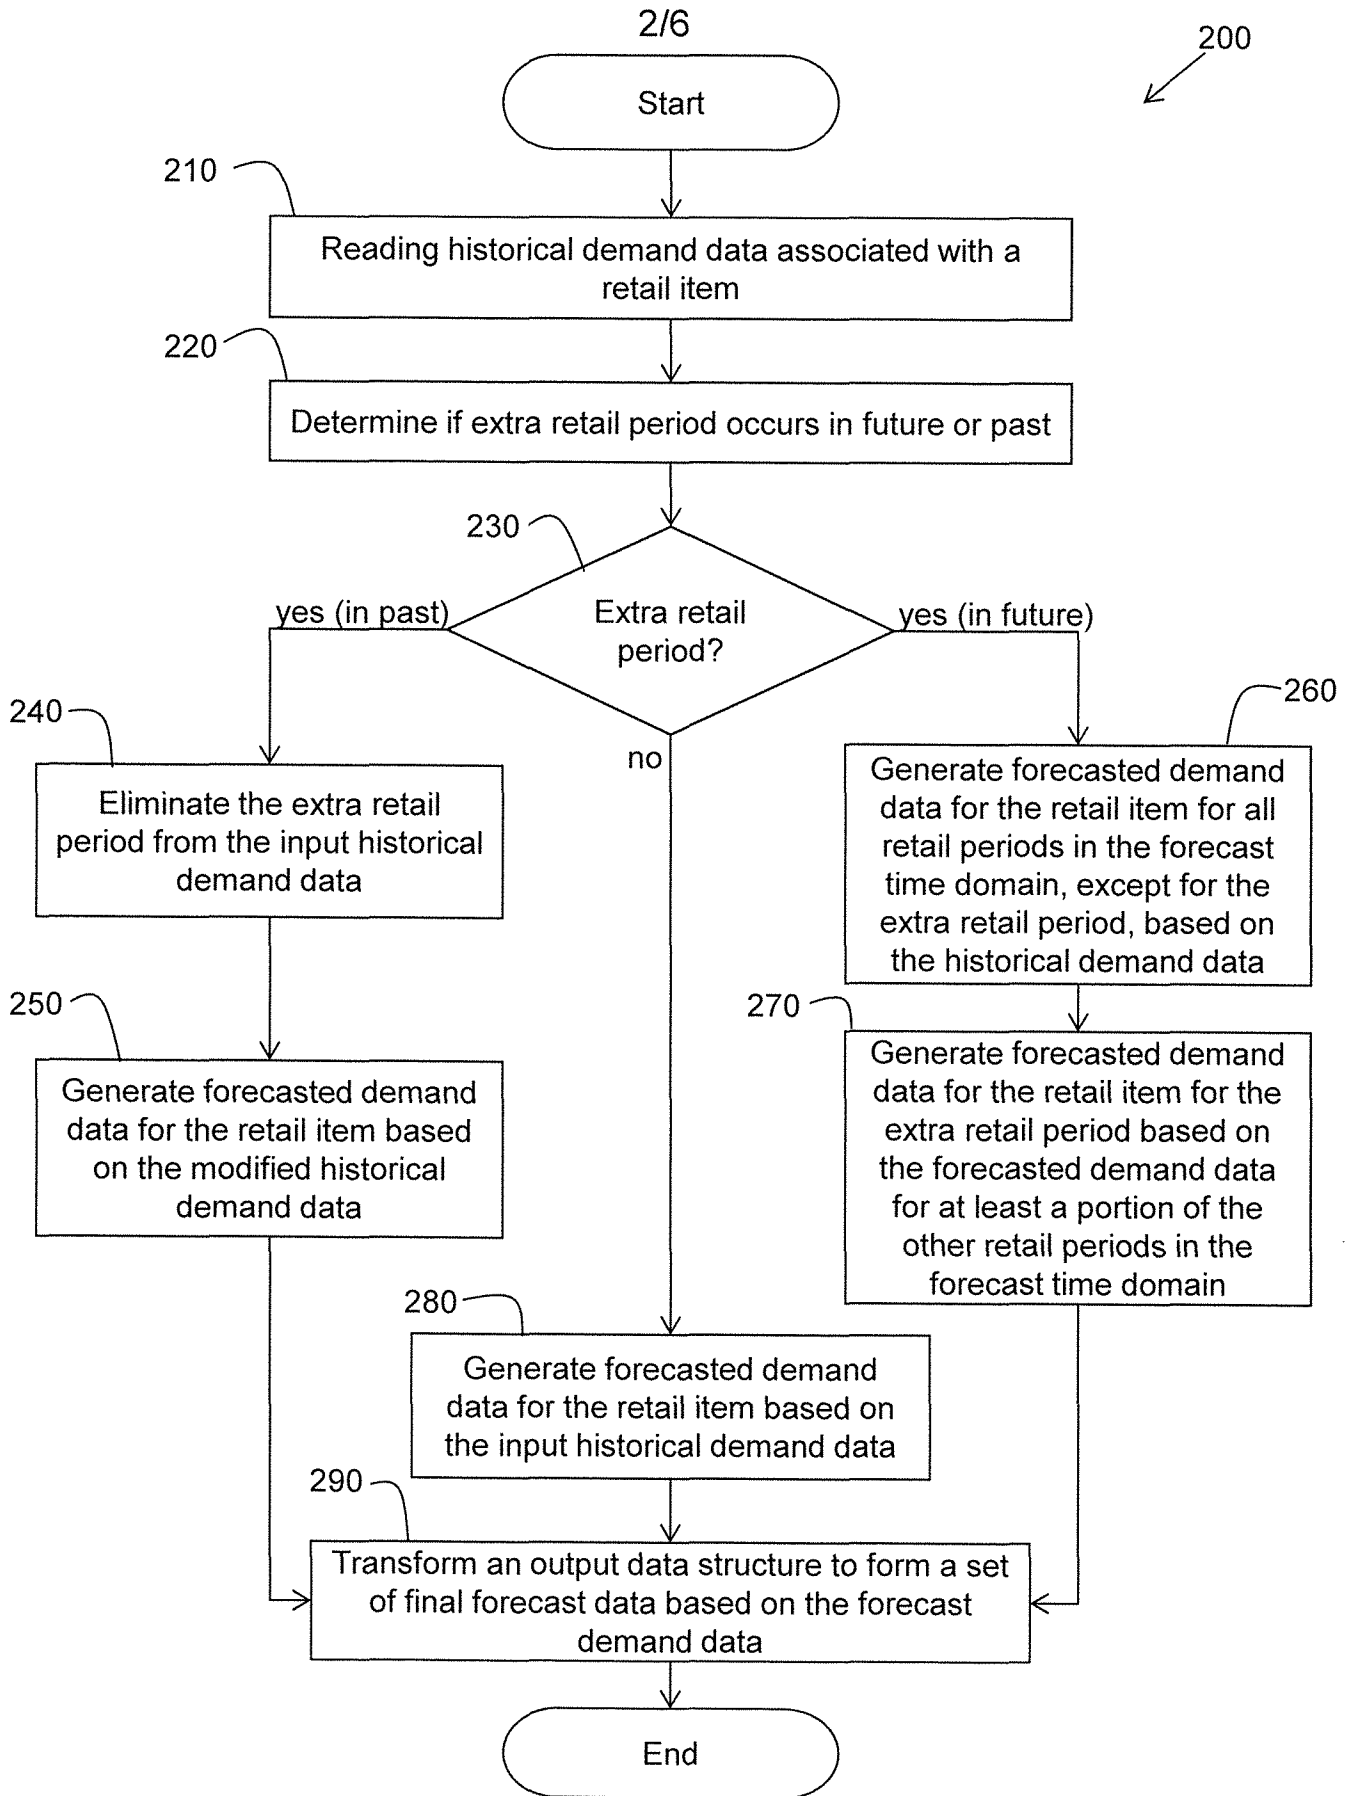 2/6
200
Start
210
Reading historical demand data associated with a
retail item
220
Determine if extra retail period occurs in future or past
230
Extra retail
period?
yes (in past)
yes (in future)
no
240
Eliminate the extra retail
period from the input historical
demand data
250
Generate forecasted demand
data for the retail item based
on the modified historical
demand data
260
Generate forecasted demand
data for the retail item for all
retail periods in the forecast
time domain, except for the
extra retail period, based on
the historical demand data
270
Generate forecasted demand
data for the retail item for the
extra retail period based on
the forecasted demand data
for at least a portion of the
other retail periods in the
forecast time domain
280
Generate forecasted demand
data for the retail item based on
the input historical demand data
290
Transform an output data structure to form a set
of final forecast data based on the forecast
demand data
End